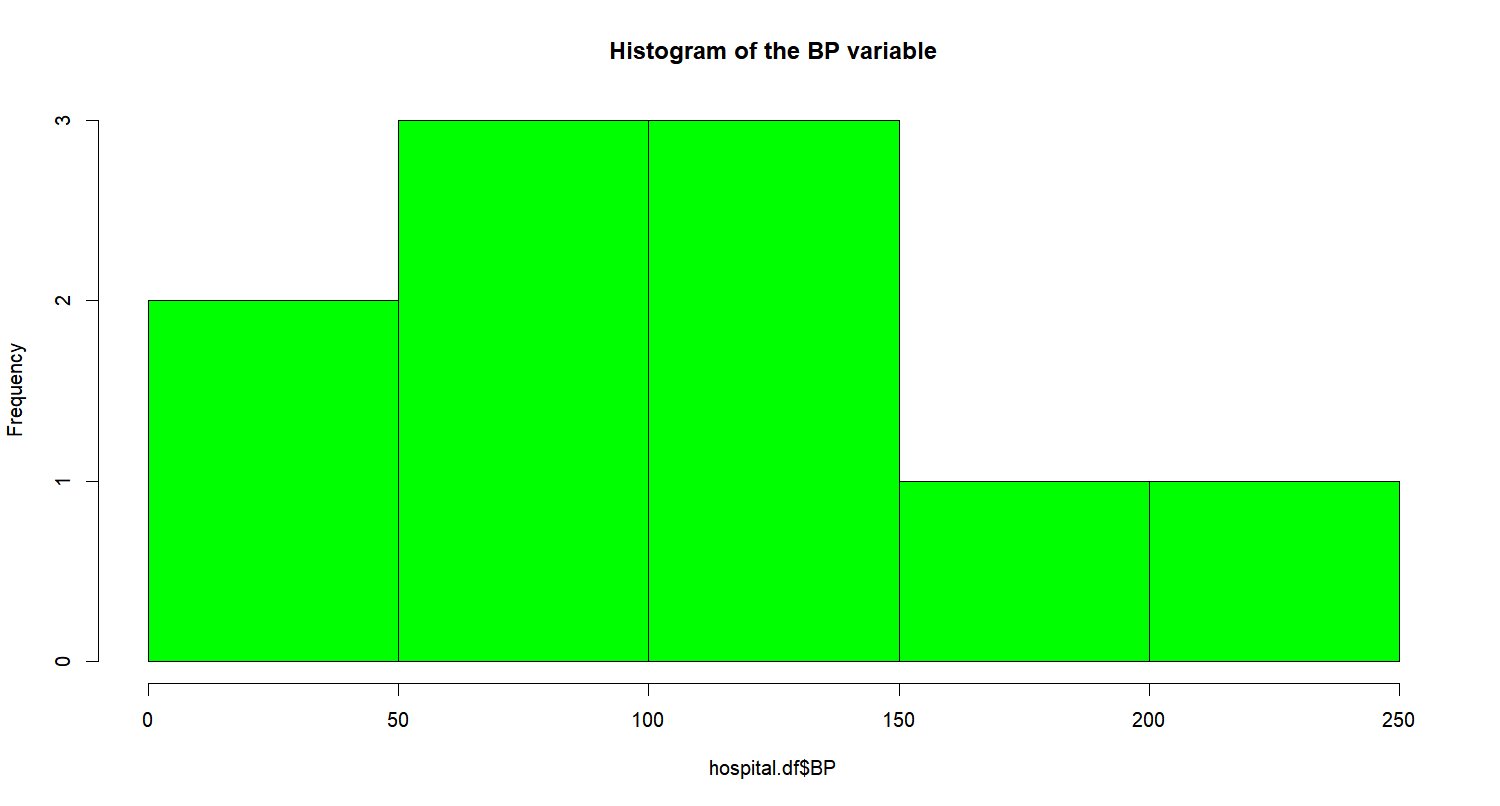 Histogram of the BP variable
3
2
1
0
Frequency
0 50 100 150 200 250
hospital.df$BP